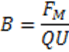 B = F_M / QU